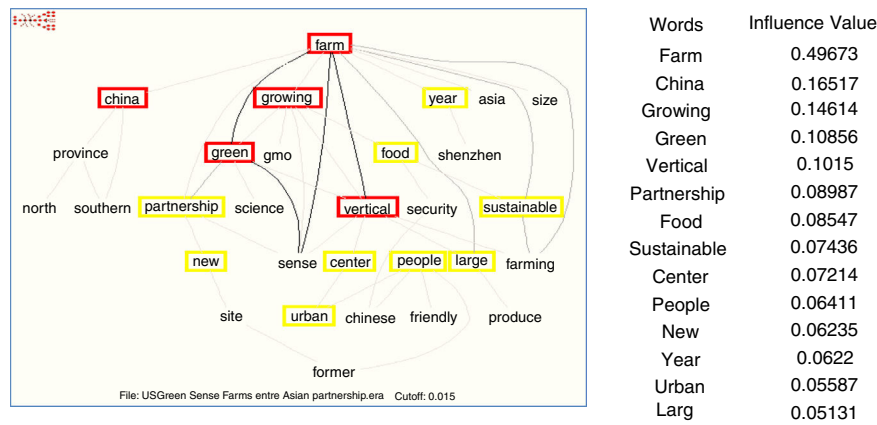 farm
china
growing
year
asia
size
province
green
gmo
food
shenzhen
north
southern
partnership
science
vertical
security
sustainable
new
sense
center
people
large
farming
site
urban
chinese
friendly
produce
former
File: USGreen Sense Farms entre Asian partnership.era Cutoff: 0.015
Words Influence Value
Farm 0.49673
China 0.16517
Growing 0.14614
Green 0.10856
Vertical 0.1015
Partnership 0.08987
Food 0.08547
Sustainable 0.07436
Center 0.07214
People 0.06411
New 0.06235
Year 0.0622
Urban 0.05587
Larg 0.05131